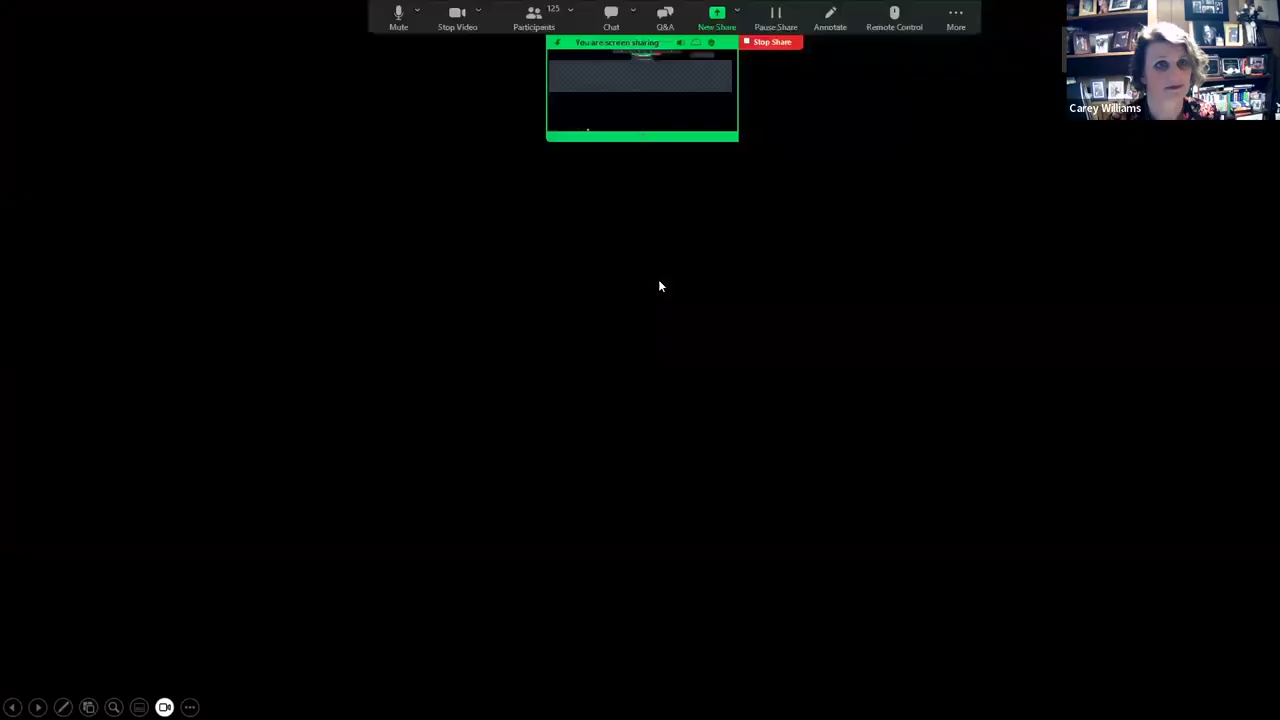 125
Mute
Stop Video
Participants
Chat
Q&A
New Share
Pause Share
Annotate
Remote Control
More
You are screen sharing
Stop Share
Carey Williams